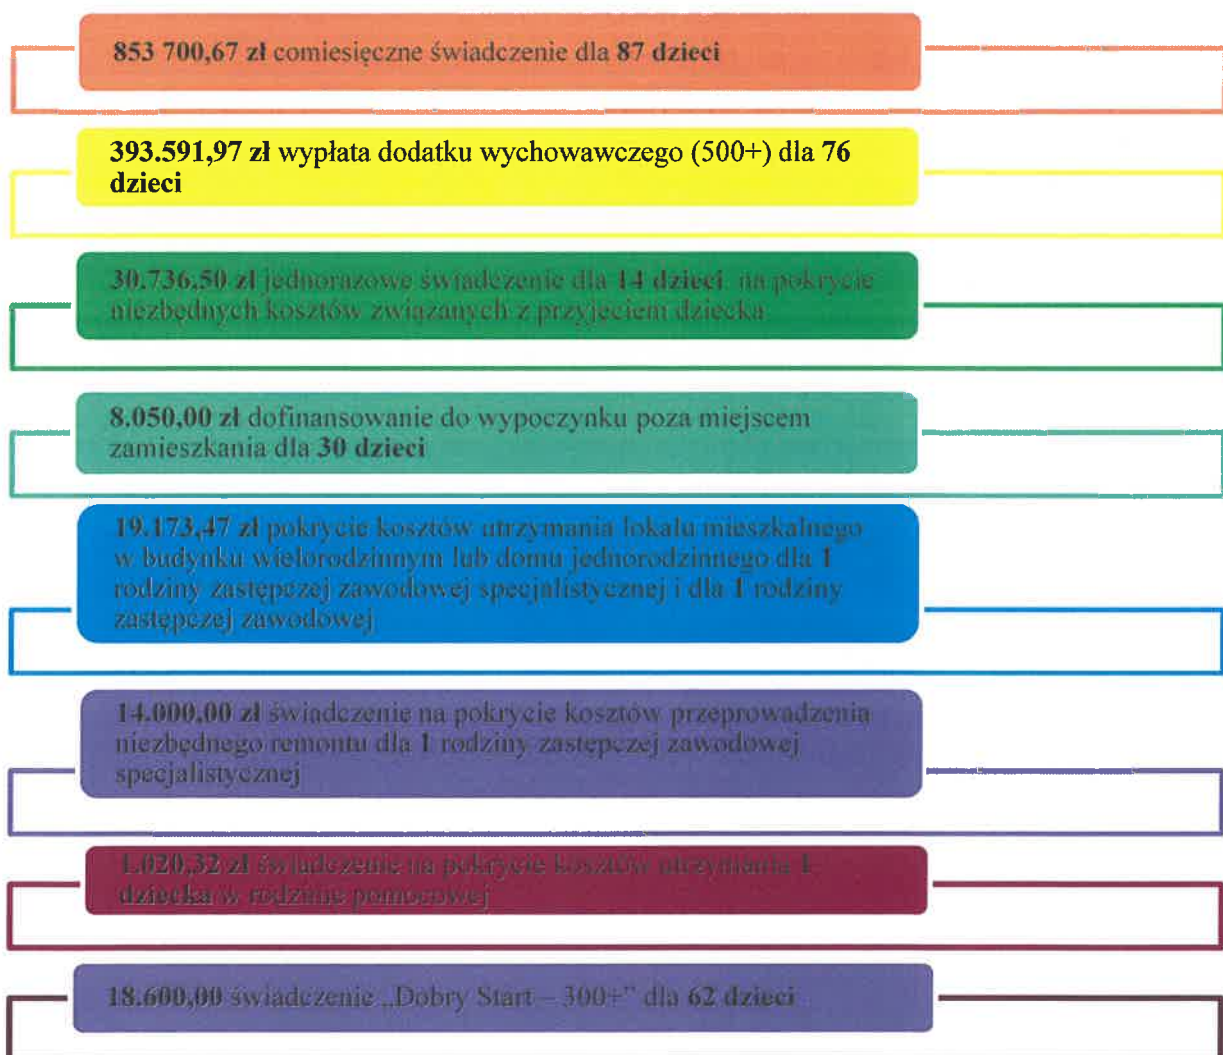 853 700,67 zł comiesięczne świadczenie dla 87 dzieci
393.591,97 zł wypłata dodatku wychowawczego (500+) dla 76
dzieci
30.736,50 zł jednorazowe świadczenie dla 14 dzieci na pokrycie
niezbędnych kosztów związanych z przyjęciem dziecka
8.050,00 zł dofinansowanie do wypoczynku poza miejscem
zamieszkania dla 30 dzieci
19.173,47 zł pokrycie kosztów utrzymania lokalu mieszkalnego
w budynku wielorodzinnym lub domu jednorodzinnego dla 1
rodziny zastępczej zawodowej specjalistycznej i dla 1 rodziny
zastępczej zawodowej
14.000,00 zł świadczenie na pokrycie kosztów przeprowadzenia
niezbędnego remontu dla 1 rodziny zastępczej zawodowej
specjalistycznej
1.020,32 zł świadczenie na pokrycie kosztów utrzymania 1
dziecka w rodzinie pomocowej
18.600,00 świadczenie „Dobry Start – 300+” dla 62 dzieci